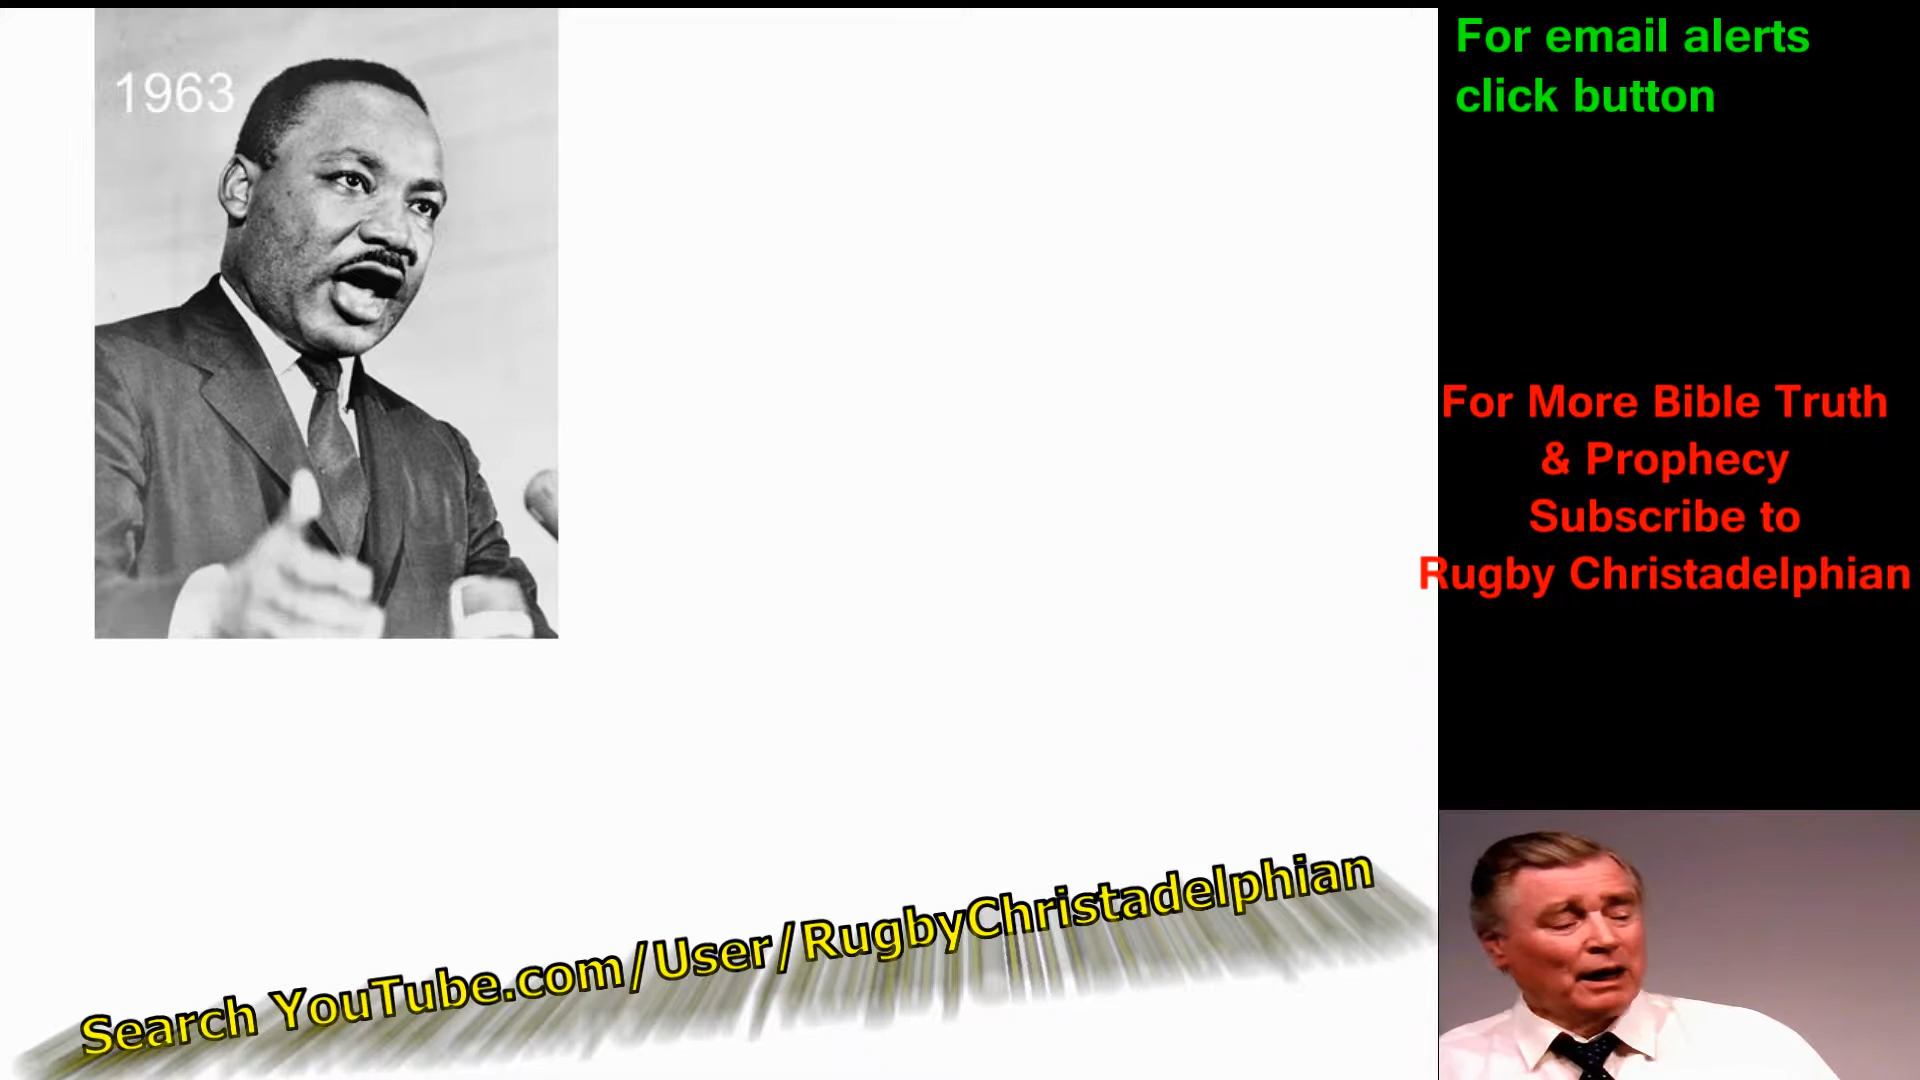 1963
For email alerts
click button
For More Bible Truth
& Prophecy
Subscribe to
Rugby Christadelphian
Search YouTube.com/User/RugbyChristadelphian